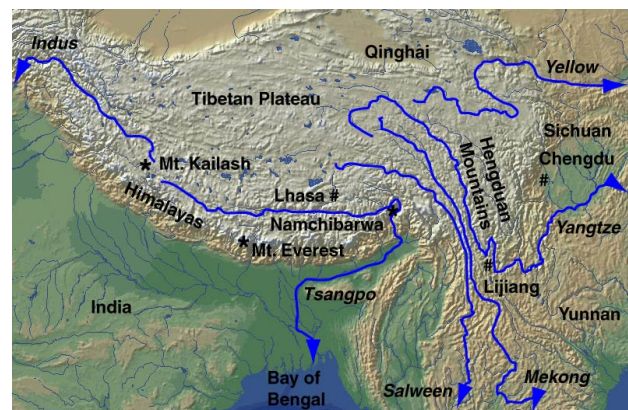 Indus
Qinghai
Yellow
Tibetan Plateau
Sichuan
Hengduan
Mountains
Chengdu
#
* Mt. Kailash
Himalayas
Lhasa #
Namchibarwa *
Yangtze
* Mt. Everest
#
Lijiang
Tsangpo
India
Yunnan
Bay of
Bengal
Salween
Mekong